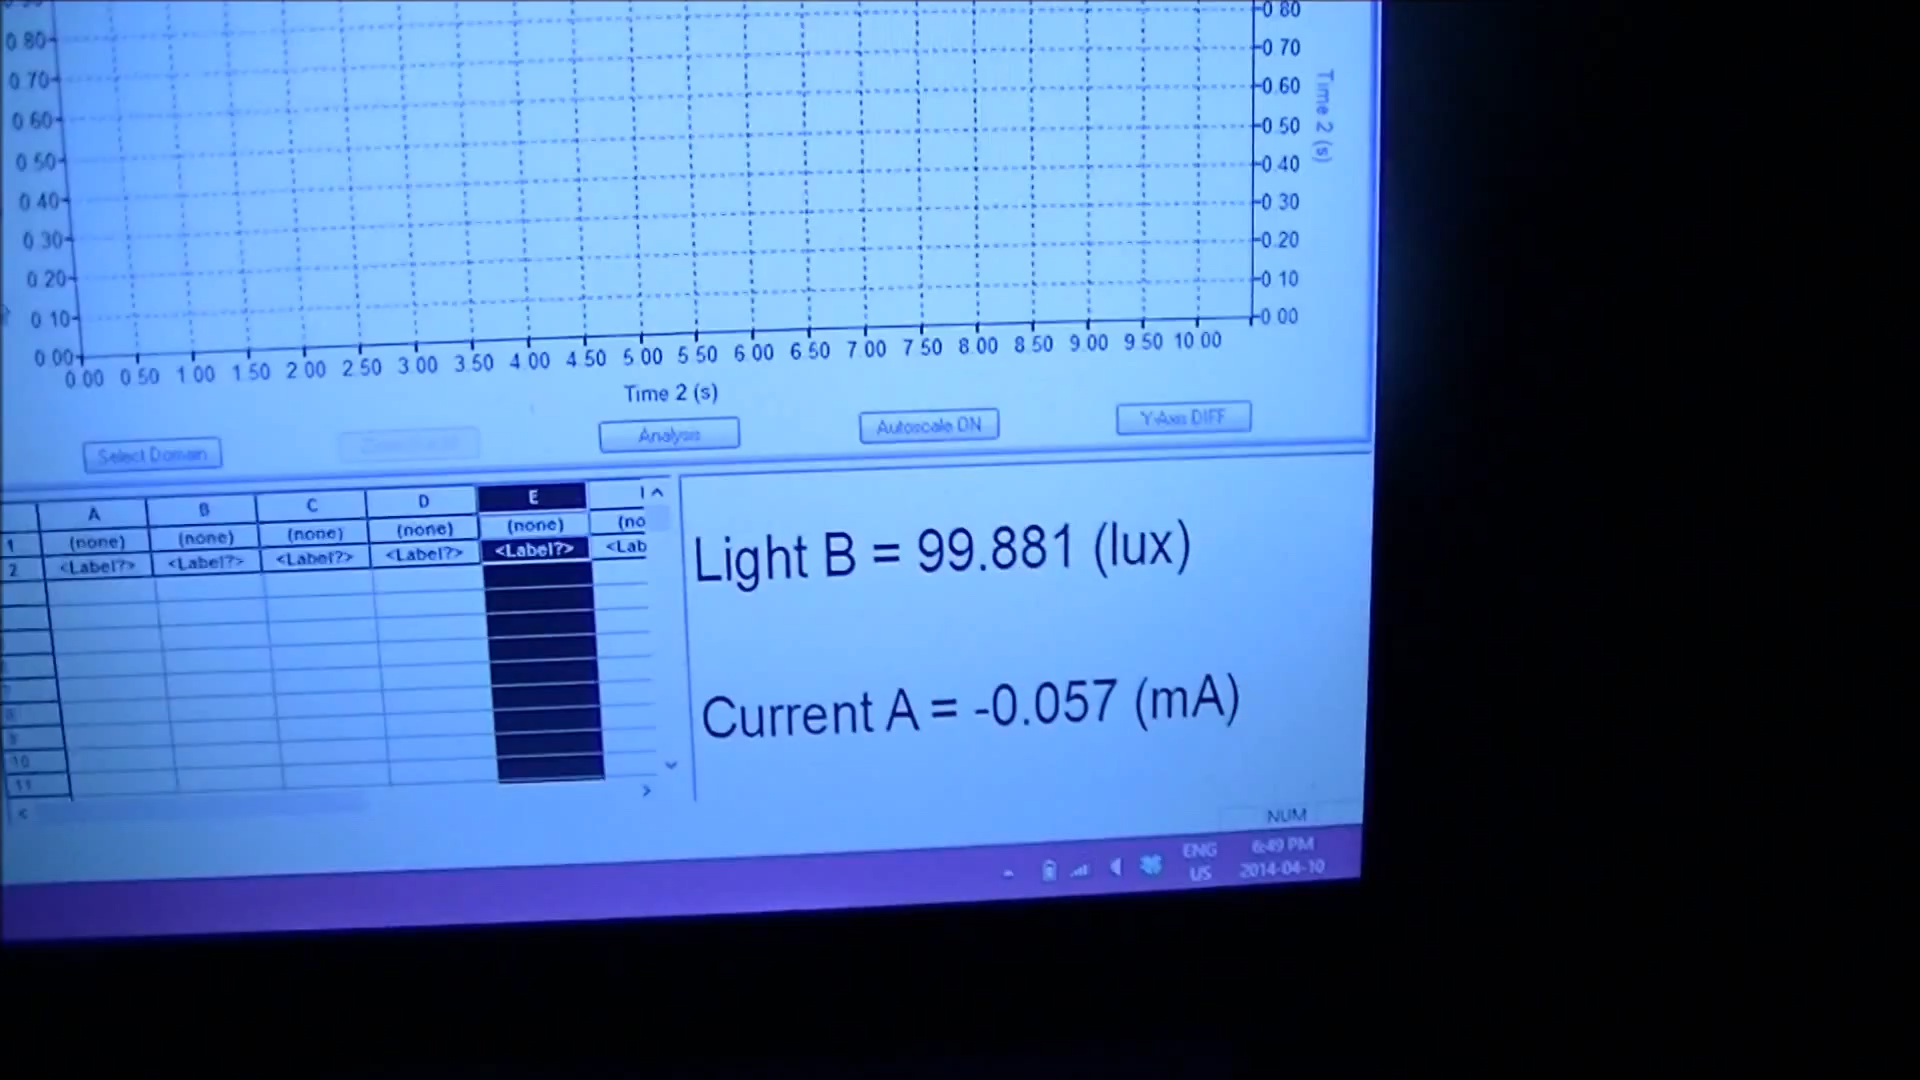 0 80
0 70
0 60
0 50
0 40
0 30
0 20
0 10
0 00
0 80
0 70
0.60
0.50
0 40
0 30
0.20
0 10
0 00
Time 2 (s)
0.00 0 50 1 00 1 50 2 00 2.50 3 00 3.50 4 00 4 50 5 00 5 50 6 00 6 50 7 00 7 50 8 00 8 50 9.00 9 50 10 00
Time 2 (s)
Select Domain
Analysis
Autoscale ON
Y-Axis DIFF
A B C D E
1 (none) (none) (none) (none) (none) (no
2 <Label?> <Label?> <Label?> <Label?> <Label?> <Lab
10
11
Light B = 99.881 (lux)
Current A = -0.057 (mA)
NUM
ENG
US
6:49 PM
2014-04-10